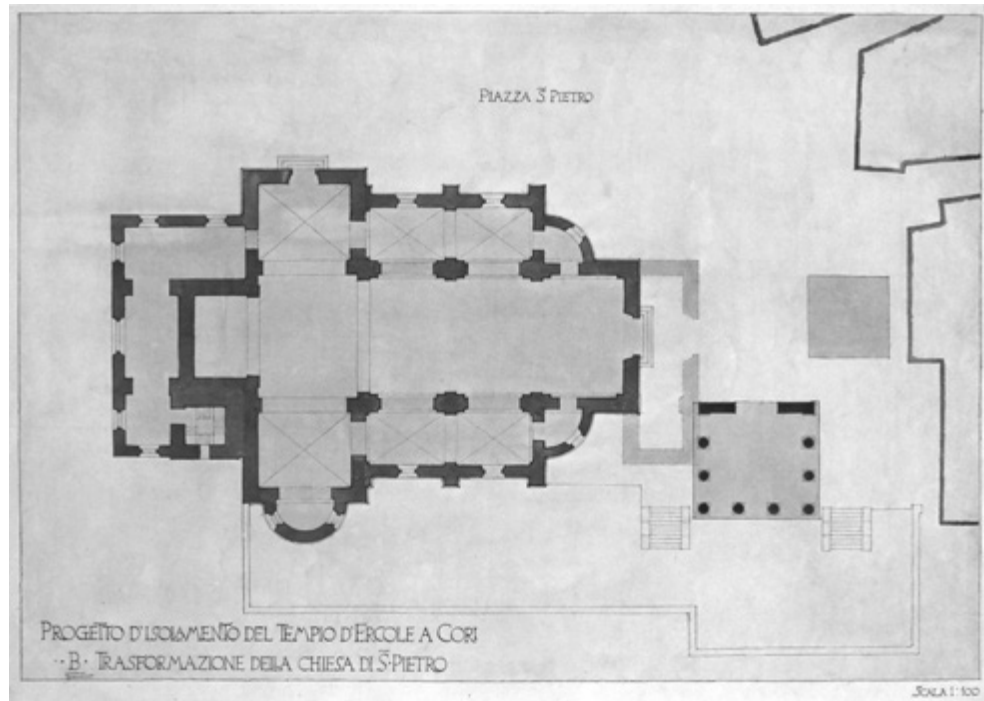 PIAZZA S. PIETRO
PROGETTO D'ISOLAMENTO DEL TEMPIO D'ERCOLE A CORI
·· B · TRASFORMAZIONE DELLA CHIESA DI S. PIETRO
SCALA 1:100